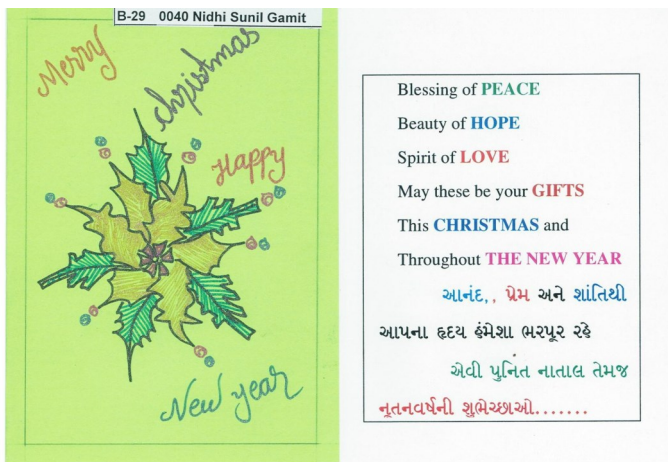 B-29 0040 Nidhi Sunil Gamit
Merry
christmas
Happy
New year
Blessing of PEACE
Beauty of HOPE
Spirit of LOVE
May these be your GIFTS
This CHRISTMAS and
Throughout THE NEW YEAR
આનંદ,, પ્રેમ અને શાંતિથી
આપના હૃદય હંમેશા ભરપૂર રહે
એવી પુનિત નાતાલ તેમજ
નૂતનવર્ષની શુભેચ્છાઓ.......